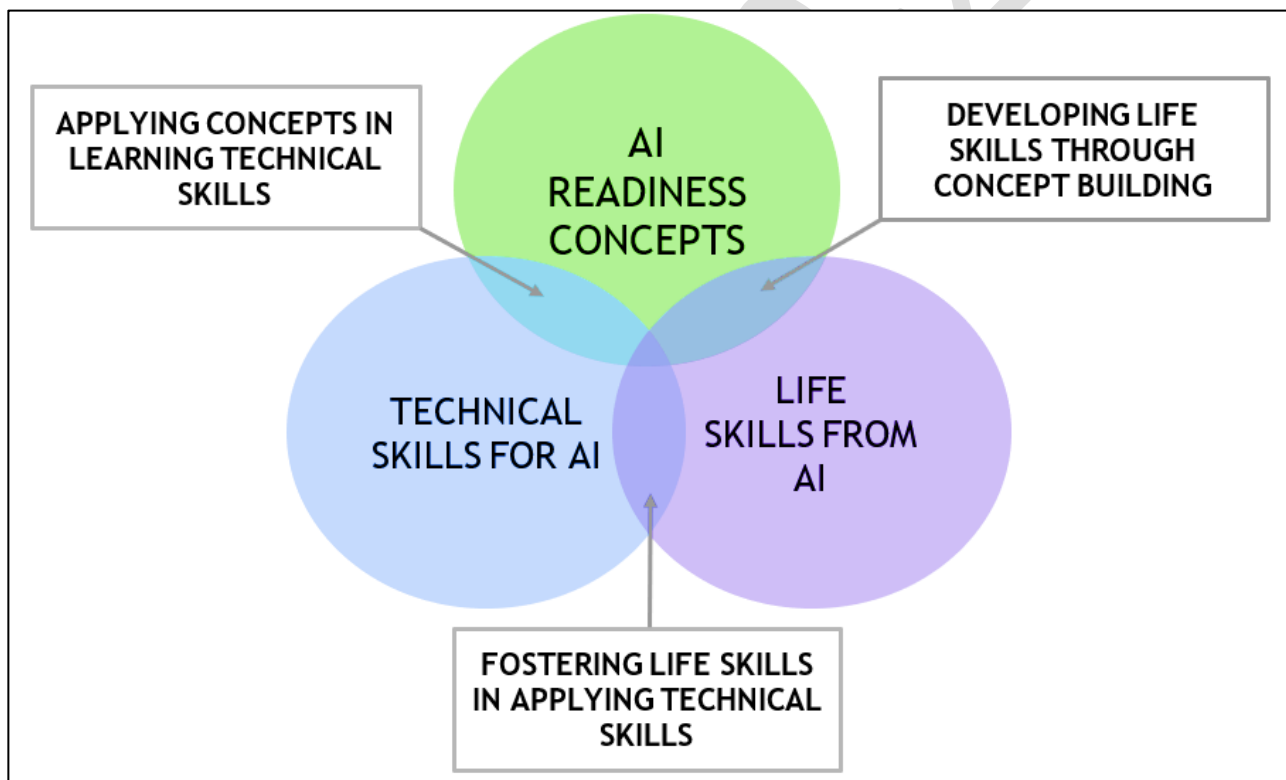 APPLYING CONCEPTS IN
LEARNING TECHNICAL
SKILLS
AI
READINESS
CONCEPTS
DEVELOPING LIFE
SKILLS THROUGH
CONCEPT BUILDING
TECHNICAL
SKILLS FOR AI
LIFE
SKILLS FROM
AI
FOSTERING LIFE SKILLS
IN APPLYING TECHNICAL
SKILLS